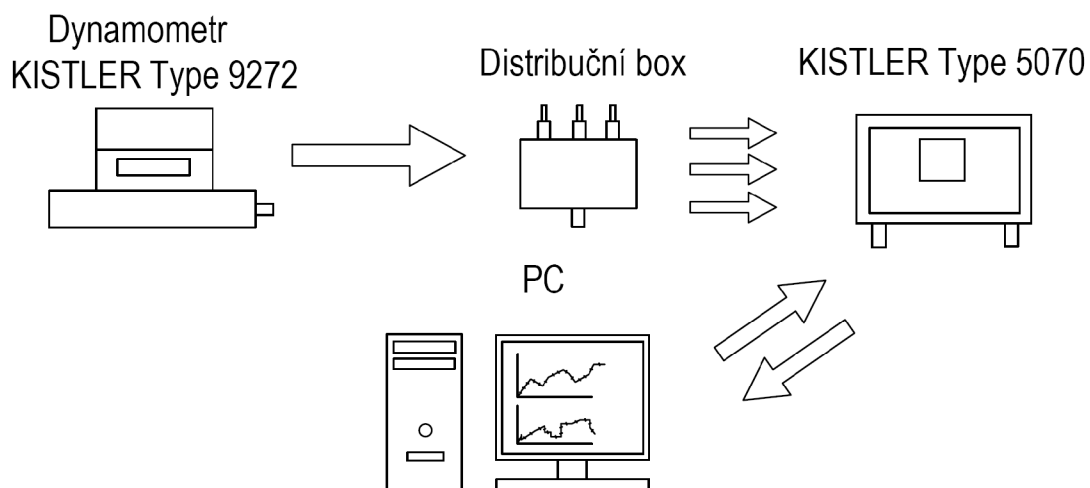 Dynamometr
KISTLER Type 9272
Distribuční box
KISTLER Type 5070
PC